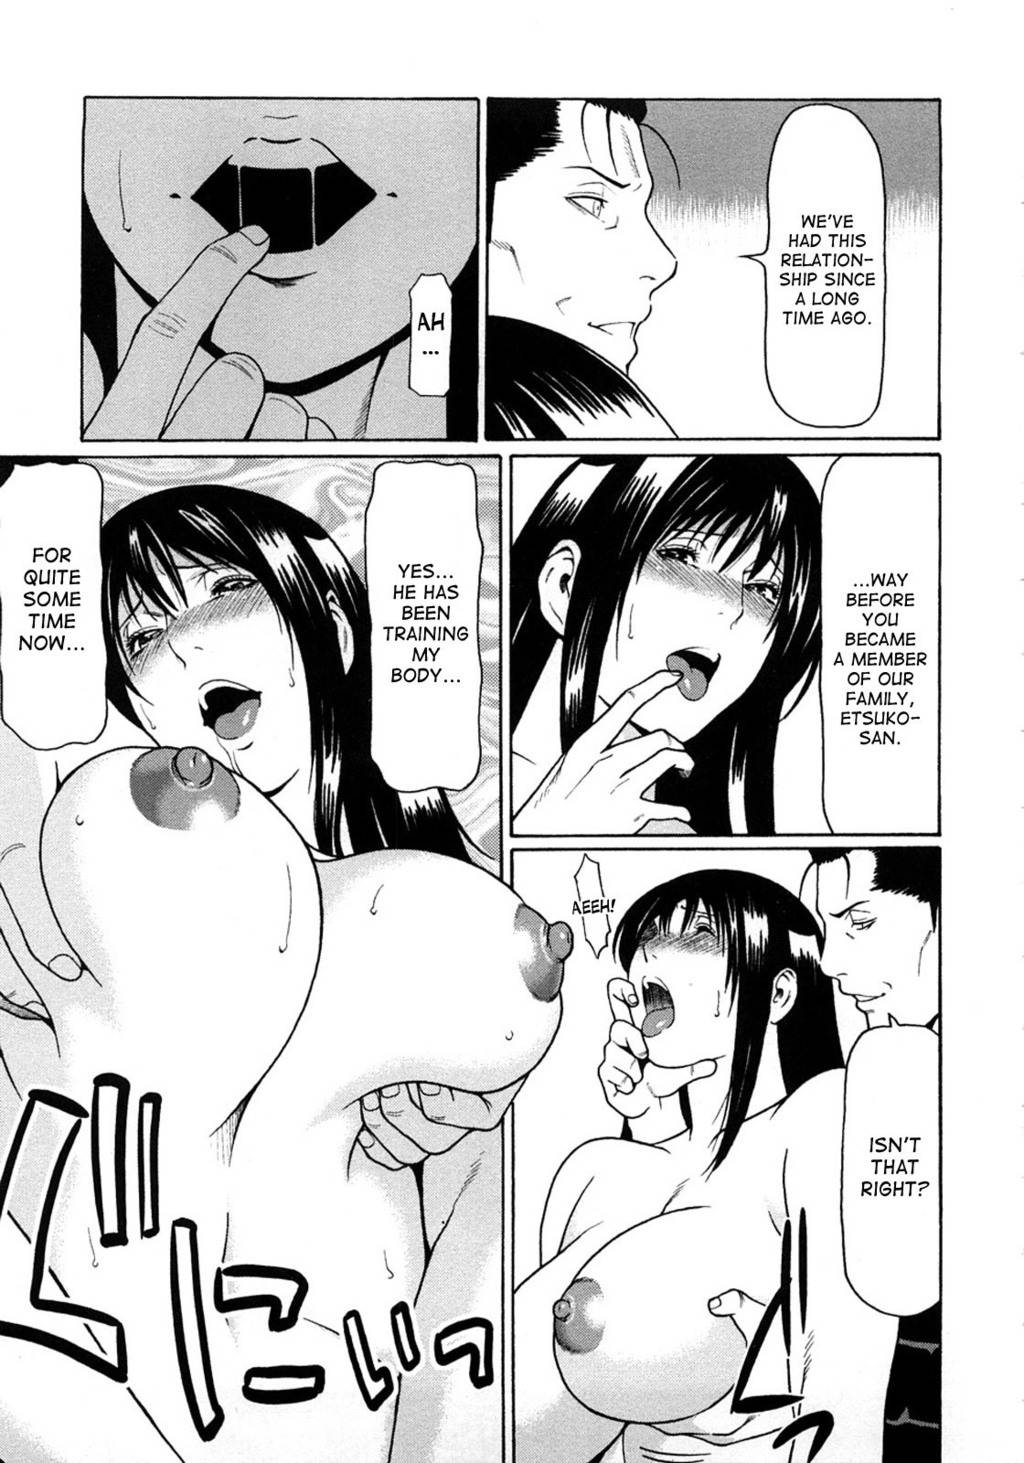 WE'VE
HAD THIS
RELATION-
SHIP SINCE
A LONG
TIME AGO.
AH
...
...WAY
BEFORE
YOU
BECAME
A MEMBER
OF OUR
FAMILY,
ETSUKO-
SAN.
YES...
HE HAS
BEEN
TRAINING
MY
BODY...
FOR
QUITE
SOME
TIME
NOW...
AEEH!
ISN'T
THAT
RIGHT?